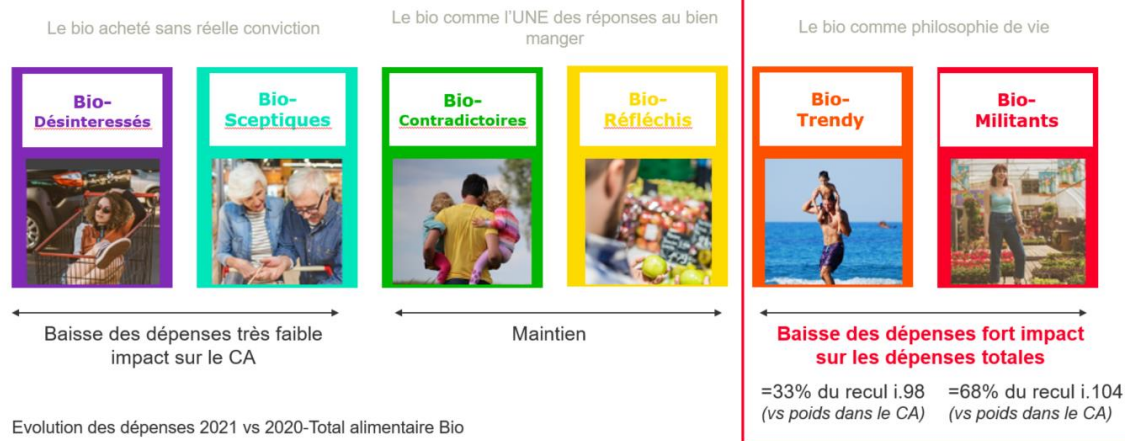 Le bio acheté sans réelle conviction
Le bio comme l'UNE des réponses au bien
manger
Le bio comme philosophie de vie
Bio-
Désinteressés
Bio-
Sceptiques
Bio-
Contradictoires
Bio-
Réfléchis
Bio-
Trendy
Bio-
Militants
Baisse des dépenses très faible
impact sur le CA
Maintien
Baisse des dépenses fort impact
sur les dépenses totales
=33% du recul i.98
(vs poids dans le CA)
=68% du recul i.104
(vs poids dans le CA)
Evolution des dépenses 2021 vs 2020-Total alimentaire Bio